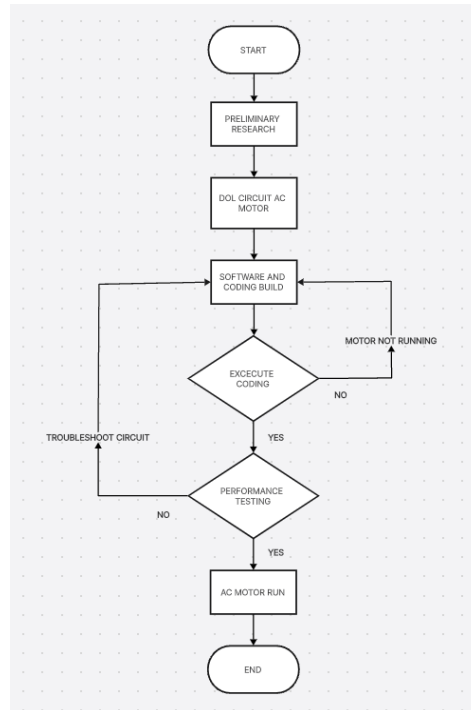 START
PRELIMINARY
RESEARCH
DOL CIRCUIT AC
MOTOR
SOFTWARE AND
CODING BUILD
MOTOR NOT RUNNING
EXCECUTE
CODING
NO
YES
TROUBLESHOOT CIRCUIT
PERFORMANCE
TESTING
NO
YES
AC MOTOR RUN
END